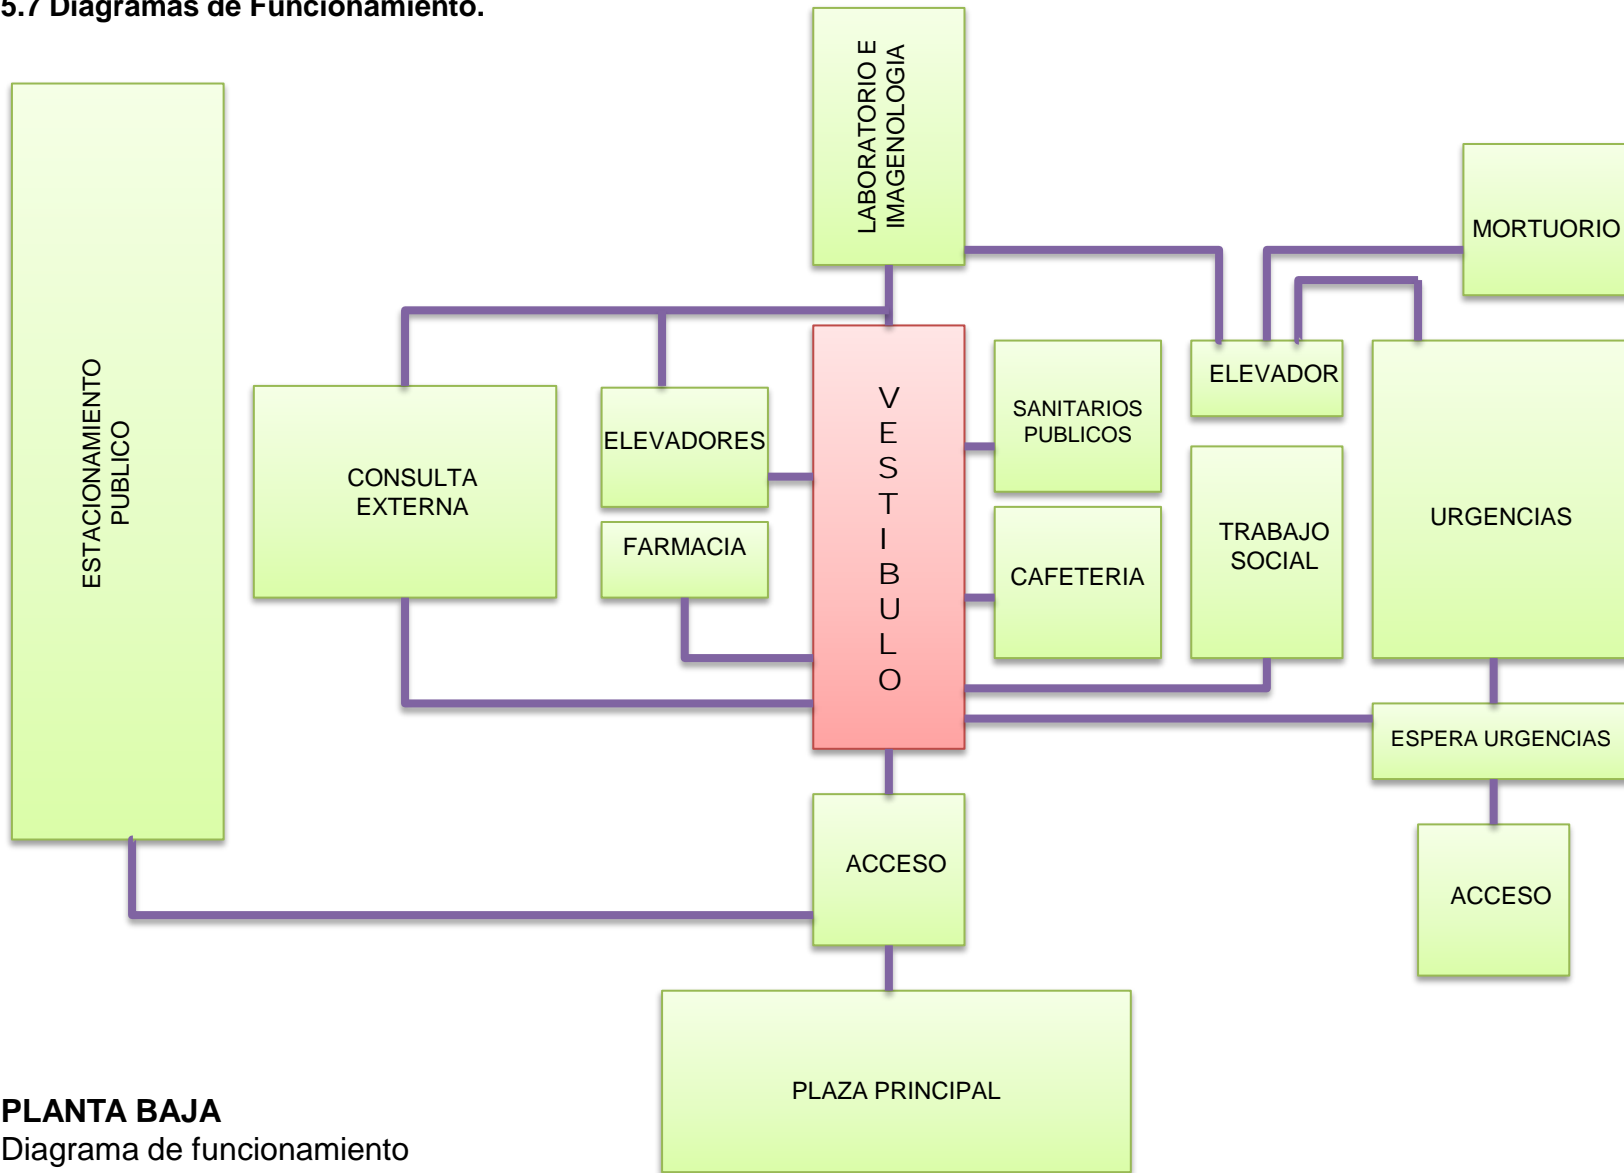 5.7 Diagramas de Funcionamiento.
LABORATORIO E
IMAGENOLOGIA
MORTUORIO
ESTACIONAMIENTO
PUBLICO
CONSULTA
EXTERNA
ELEVADORES
FARMACIA
VESTIBULO
SANITARIOS
PUBLICOS
CAFETERIA
ELEVADOR
TRABAJO
SOCIAL
URGENCIAS
ESPERA URGENCIAS
ACCESO
ACCESO
PLAZA PRINCIPAL
PLANTA BAJA
Diagrama de funcionamiento